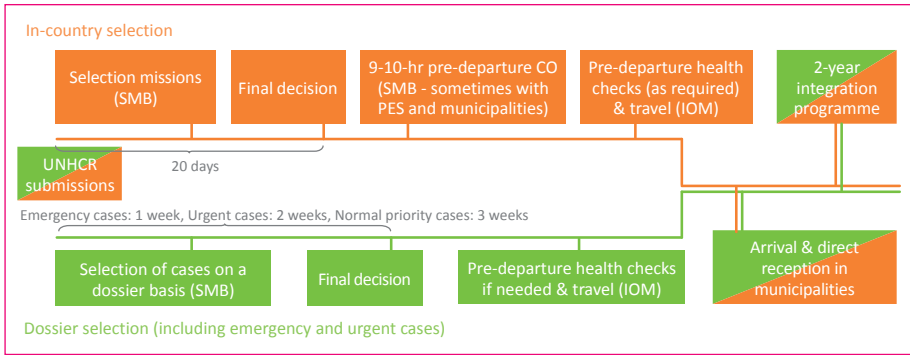 In-country selection
Selection missions
(SMB)
Final decision
9-10-hr pre-departure CO
(SMB - sometimes with
PES and municipalities)
Pre-departure health
checks (as required)
& travel (IOM)
2-year
integration
programme
20 days
UNHCR
submissions
Emergency cases: 1 week, Urgent cases: 2 weeks, Normal priority cases: 3 weeks
Selection of cases on a
dossier basis (SMB)
Final decision
Pre-departure health checks
if needed & travel (IOM)
Arrival & direct
reception in
municipalities
Dossier selection (including emergency and urgent cases)